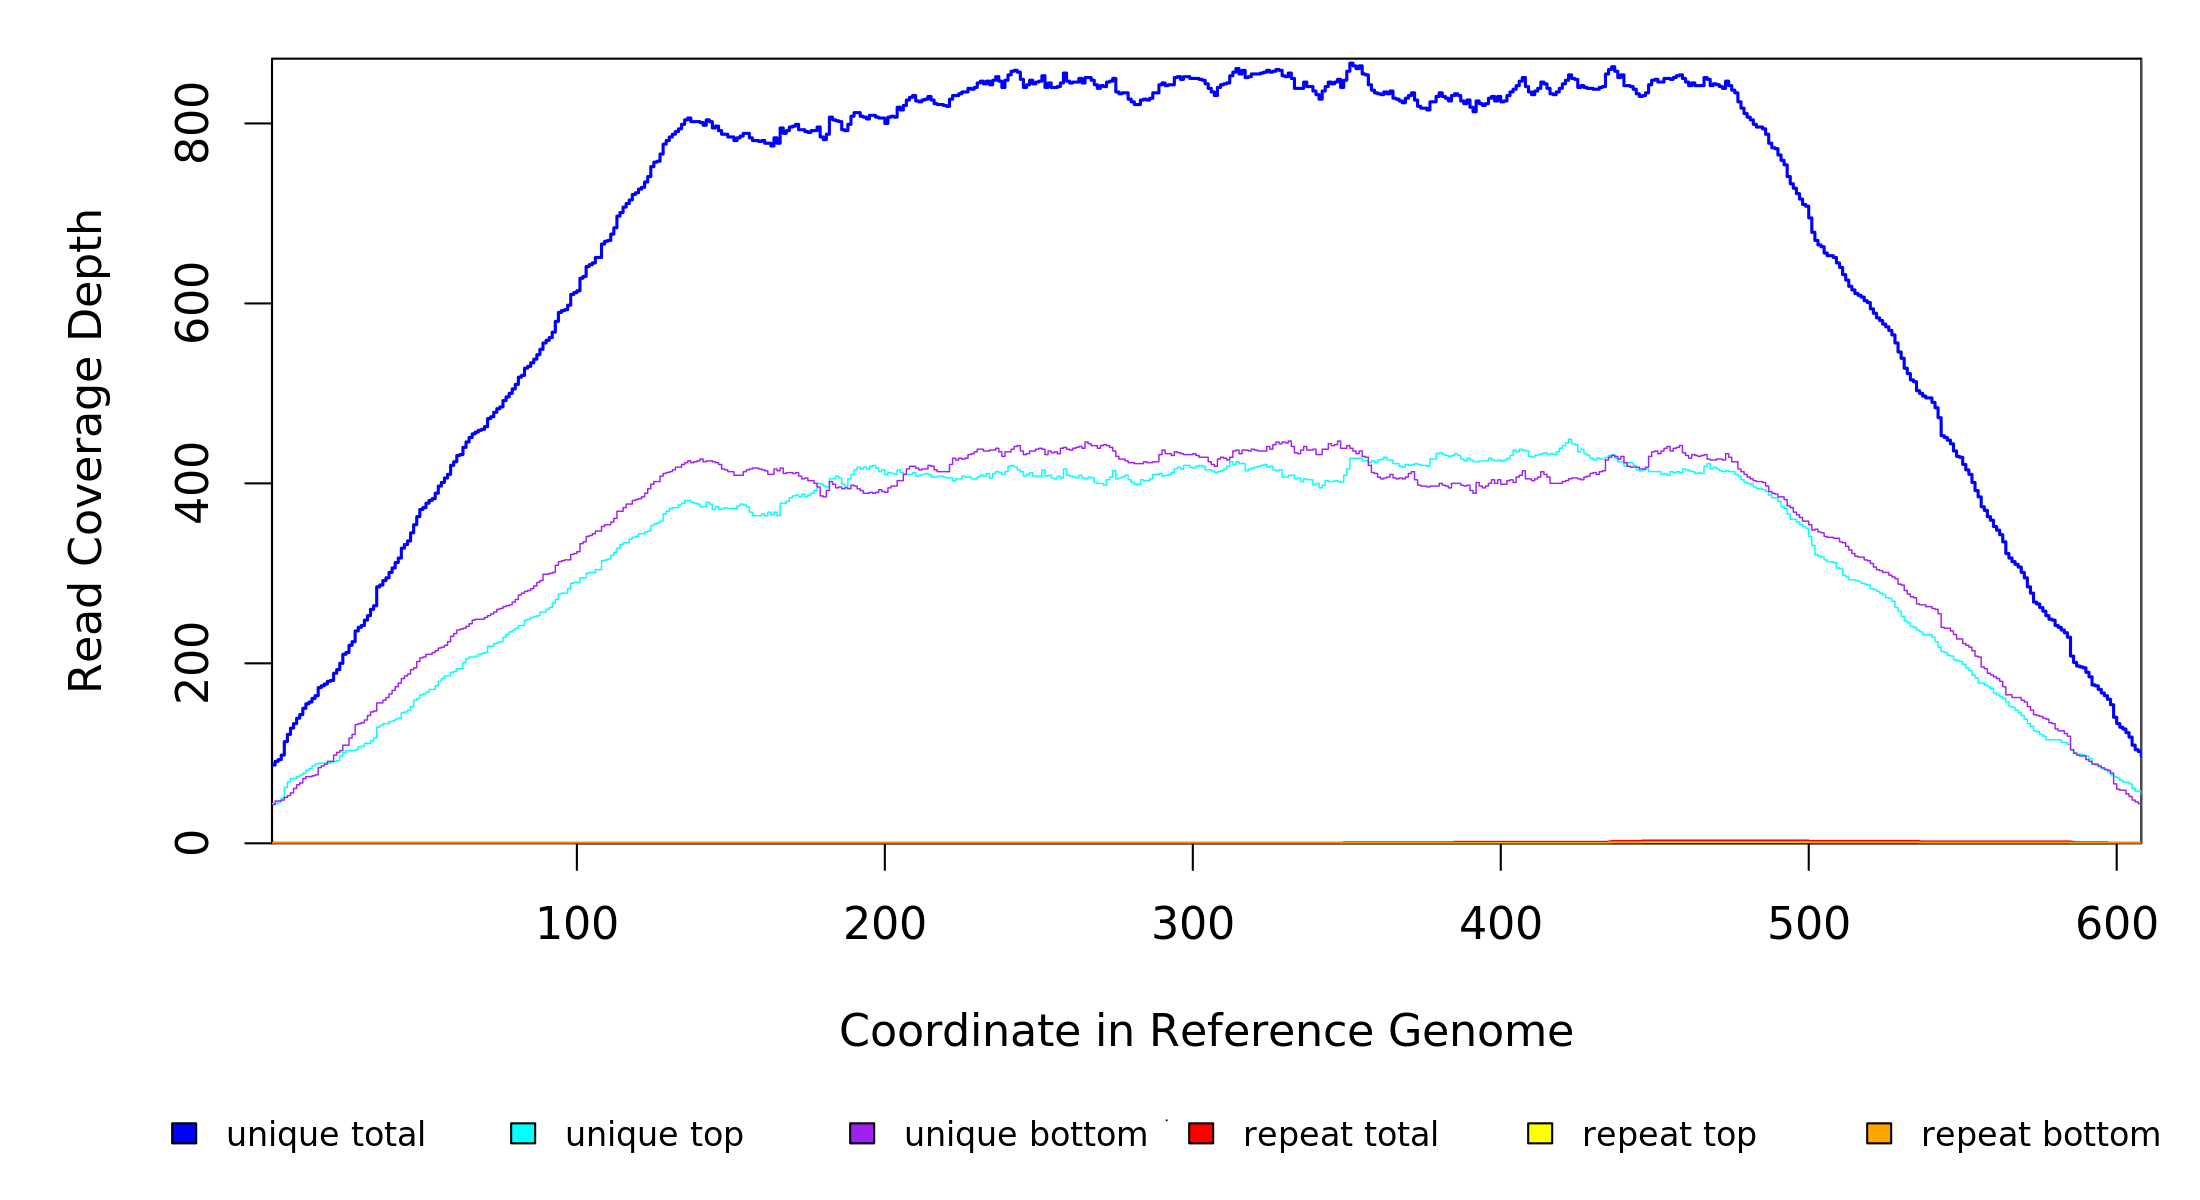 Read Coverage Depth
800
600
400
200
0
100 200 300 400 500 600
Coordinate in Reference Genome
unique total unique top unique bottom repeat total repeat top repeat bottom